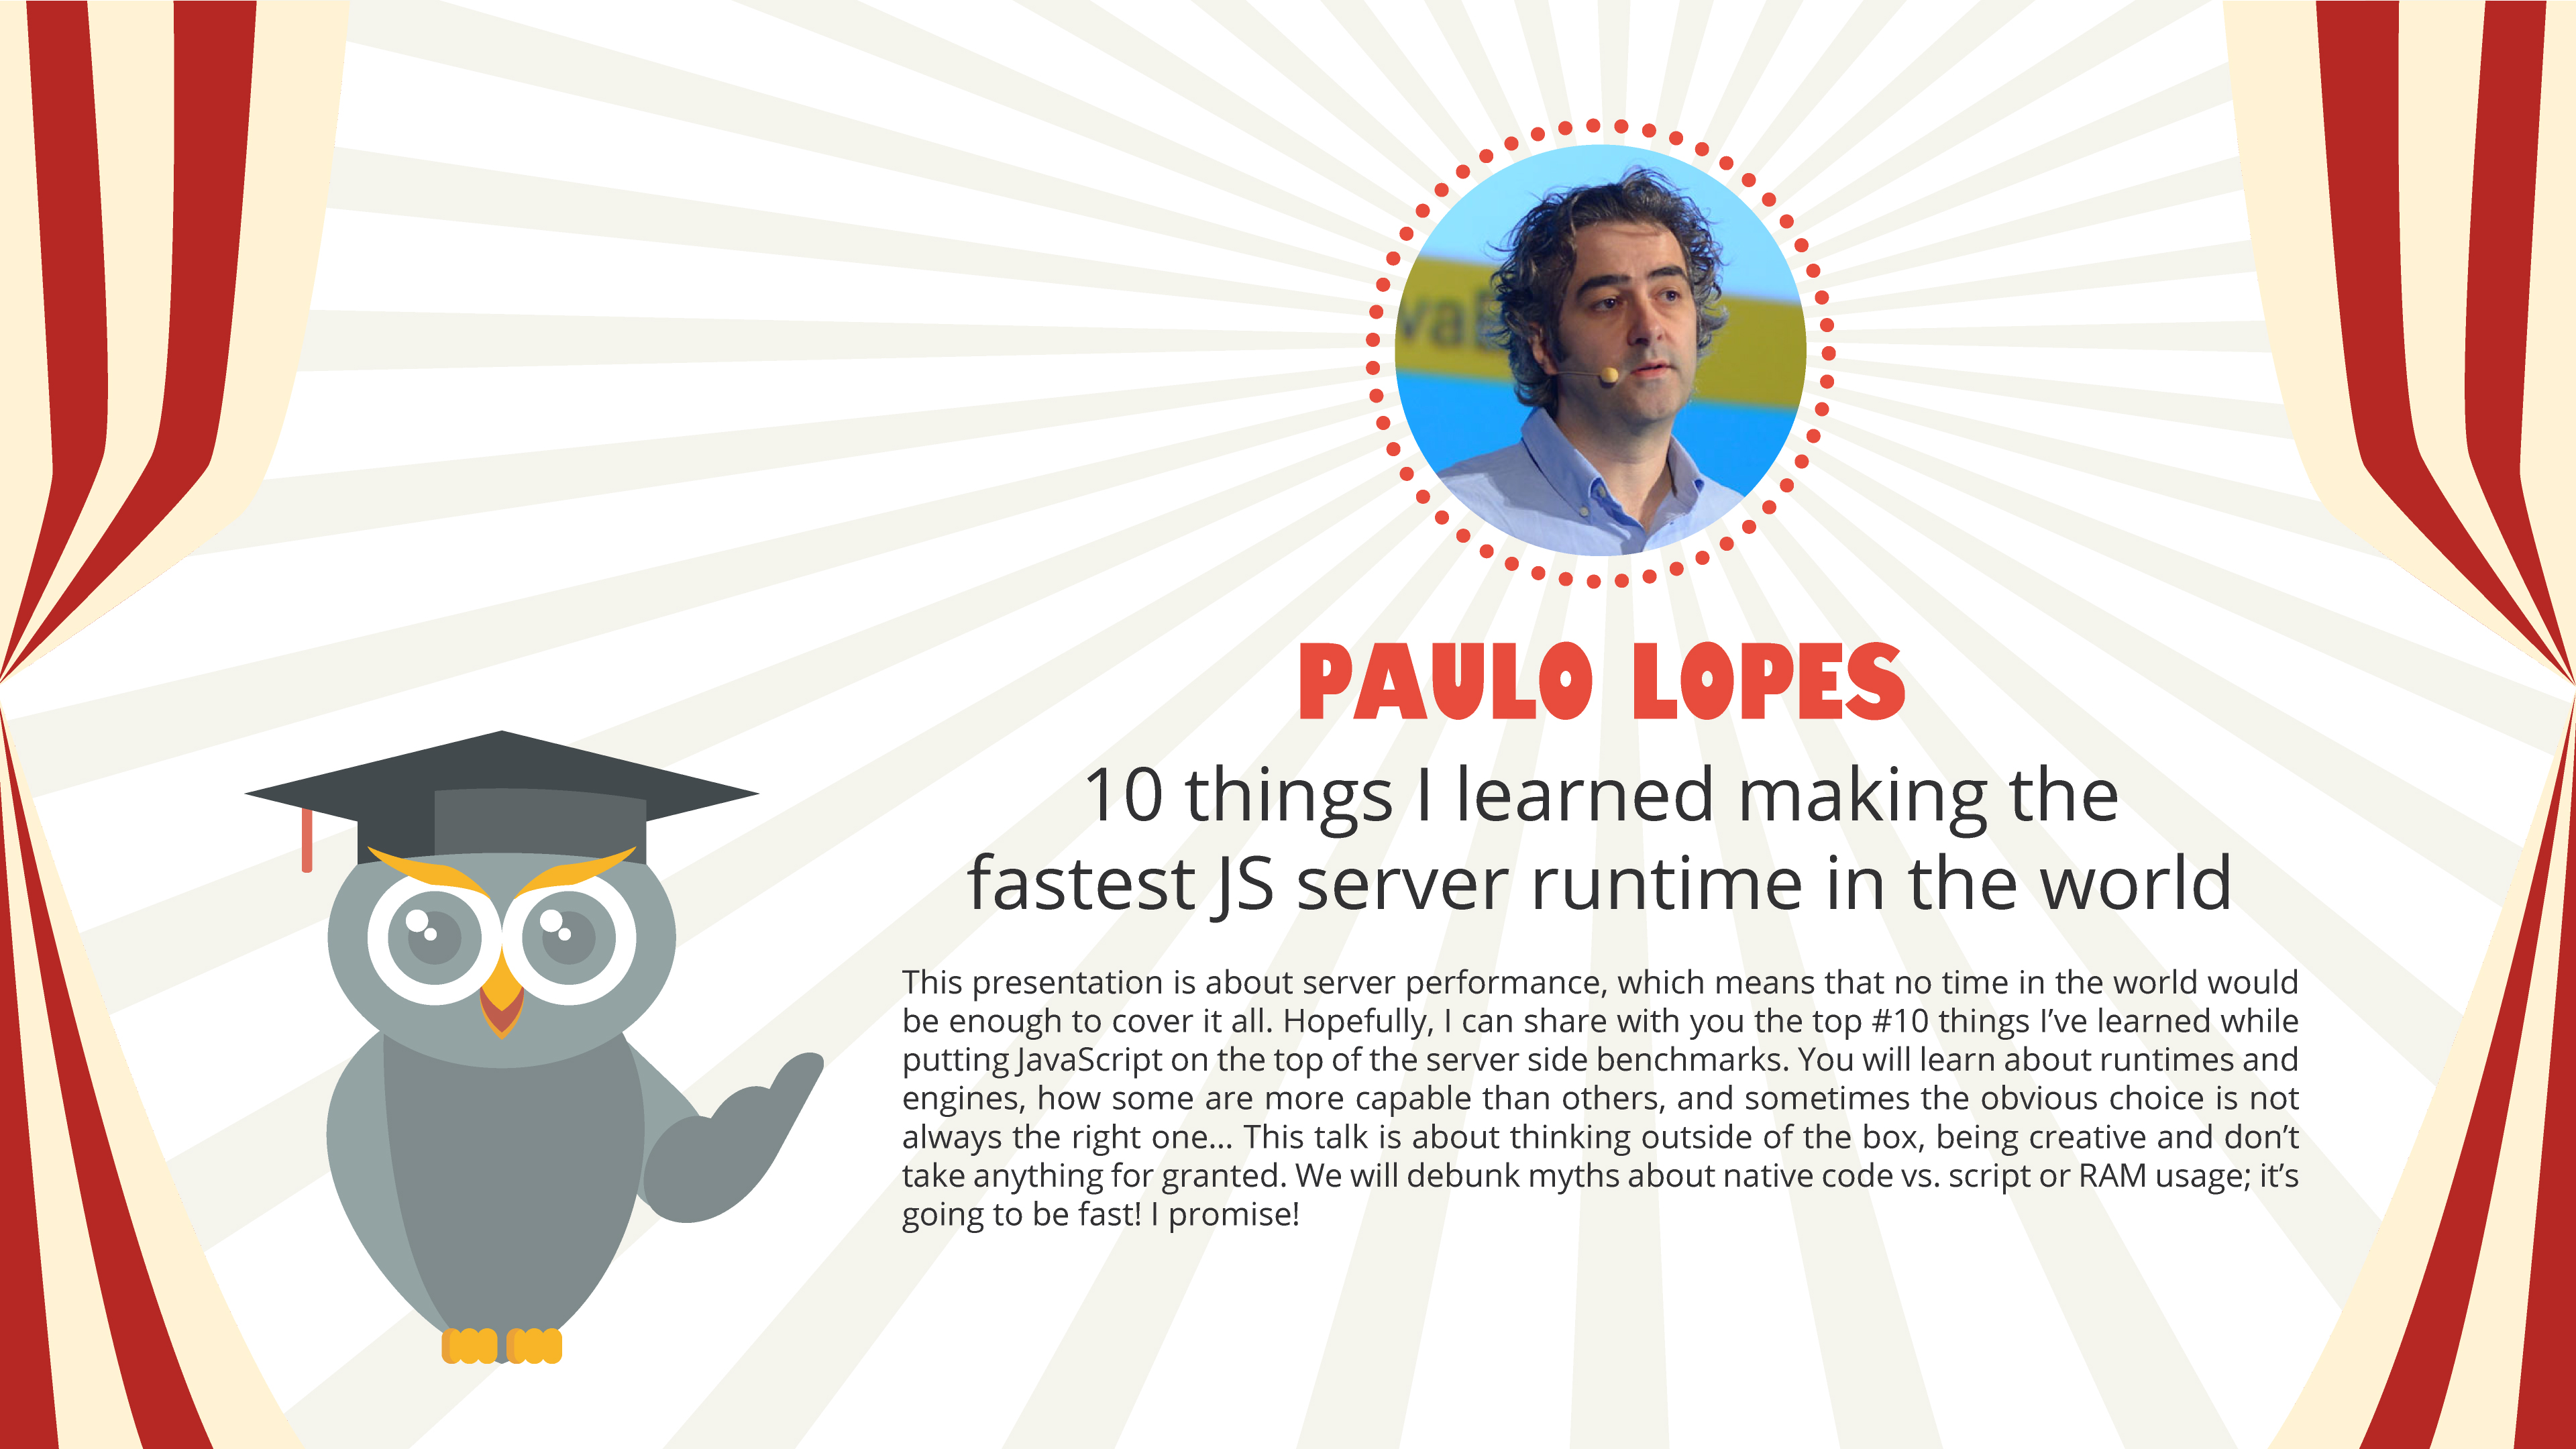 vaE
PAULO LOPES
10 things I learned making the
fastest JS server runtime in the world
This presentation is about server performance, which means that no time in the world would
be enough to cover it all. Hopefully, I can share with you the top #10 things I’ve learned while
putting JavaScript on the top of the server side benchmarks. You will learn about runtimes and
engines, how some are more capable than others, and sometimes the obvious choice is not
always the right one... This talk is about thinking outside of the box, being creative and don’t
take anything for granted. We will debunk myths about native code vs. script or RAM usage; it’s
going to be fast! I promise!